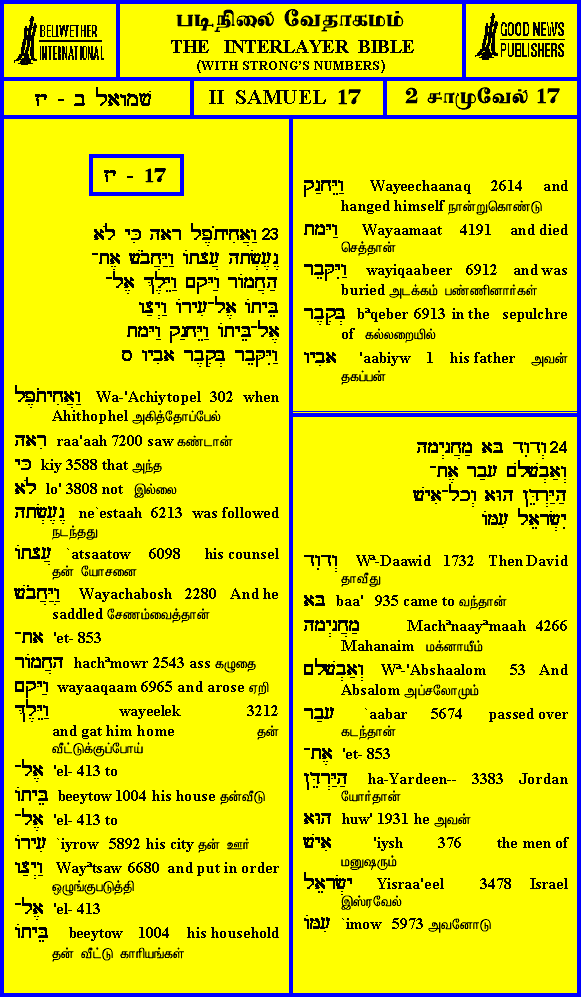 BELLWETHER
INTERNATIONAL
படிநிலை வேதாகமம்
THE INTERLAYER BIBLE
(WITH STRONG'S NUMBERS)
GOOD NEWS
PUBLISHERS
שמואל ב - יז
II SAMUEL 17
2 சாமுவேல் 17
יז - 17
23 וַאֲחִיתֹפֶל רָאָה כִּי לֹא
נֶעֶשְׂתָה עֲצָתוֹ וַיַּחֲבֹשׁ אֶת־
הַחֲמוֹר וַיָּקָם וַיֵּלֶךְ אֶל־
בֵּיתוֹ אֶל־עִירוֹ וַיְצַו
אֶל־בֵּיתוֹ וַיֵּחָנַק וַיָּמָת
וַיִּקָּבֵר בְּקֶבֶר אָבִיו ס
וַאֲחִיתֹפֶל Wa-'Achiytopel 302 when
Ahithophel அகித்தோப்பேல்
רָאָה raa'aah 7200 saw கண்டான்
כִּי kiy 3588 that அந்த
לֹא lo' 3808 not இல்லை
נֶעֶשְׂתָה ne`estaah 6213 was followed
நடந்தது
עֲצָתוֹ `atsaatow 6098 his counsel
தன் யோசனை
וַיַּחֲבֹשׁ Wayachabosh 2280 And he
saddled சேணம்வைத்தான்
אֶת־ 'et- 853
הַחֲמוֹר hachªmowr 2543 ass கழுதை
וַיָּקָם wayaaqaam 6965 and arose ஏறி
וַיֵּלֶךְ wayeelek 3212
and gat him home தன்
வீட்டுக்குப்போய்
אֶל־ 'el- 413 to
בֵּיתוֹ beeytow 1004 his house தன்வீடு
אֶל־ 'el- 413 to
עִירוֹ `iyrow 5892 his city தன் ஊர்
וַיְצַו Wayªtsaw 6680 and put in order
ஒழுங்குபடுத்தி
אֶל־ 'el- 413
בֵּיתוֹ beeytow 1004 his household
தன் வீட்டு காரியங்கள்
וַיֵּחָנַק Wayeechaanaq 2614 and
hanged himself நான்றுகொண்டு
וַיָּמָת Wayaamaat 4191 and died
செத்தான்
וַיִּקָּבֵר wayiqaabeer 6912 and was
buried அடக்கம் பண்ணினார்கள்
בְּקֶבֶר bªqeber 6913 in the sepulchre
of கல்லறையில்
אָבִיו 'aabiyw 1 his father அவன்
தகப்பன்
24 וְדָוִד בָּא מַחֲנָיְמָה
וְאַבְשָׁלֹם עָבַר אֶת־
הַיַּרְדֵּן הוּא וְכָל־אִישׁ
יִשְׂרָאֵל עִמּוֹ
וְדָוִד Wª-Daawid 1732 Then David
தாவீது
בָּא baa' 935 came to வந்தான்
מַחֲנָיְמָה Machªnaayªmaah 4266
Mahanaim மக்னாயீம்
וְאַבְשָׁלֹם Wª-'Abshaalom 53 And
Absalom அப்சலோமும்
עָבַר `aabar 5674 passed over
கடந்தான்
אֶת־ 'et- 853
הַיַּרְדֵּן ha-Yardeen-- 3383 Jordan
யோர்தான்
הוּא huw' 1931 he அவன்
אִישׁ 'iysh 376 the men of
மனுஷரும்
יִשְׂרָאֵל Yisraa'eel 3478 Israel
இஸ்ரவேல்
עִמּוֹ `imow 5973 அவனோடு